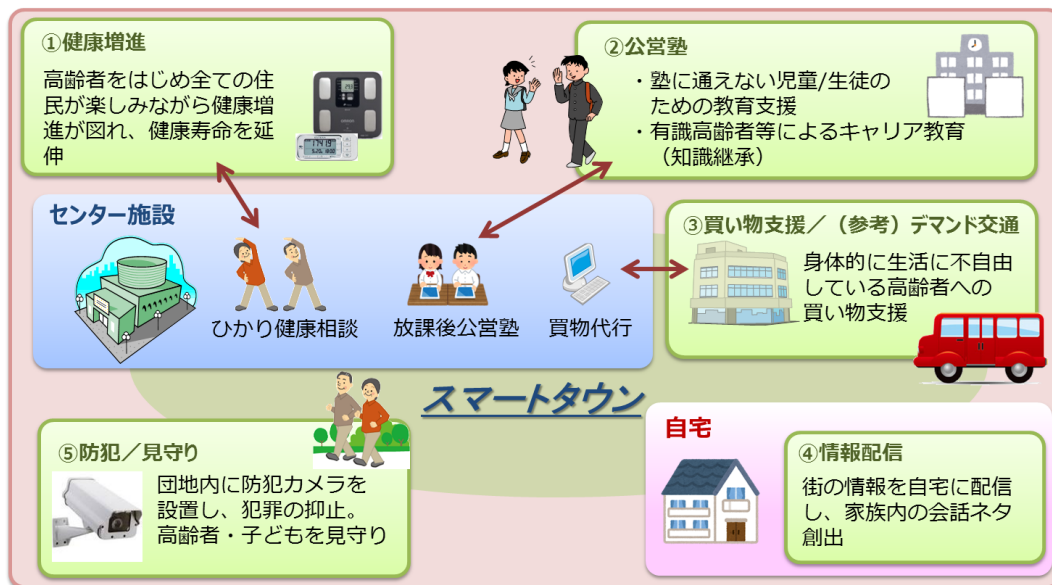 ①健康増進
高齢者をはじめ全ての住
民が楽しみながら健康増
進が図れ、健康寿命を延
伸
②公営塾
・塾に通えない児童/生徒の
ための教育支援
・有識高齢者等によるキャリア教育
（知識継承）
センター施設
ひかり健康相談
放課後公営塾
買物代行
③買い物支援／（参考）デマンド交通
身体的に生活に不自由
している高齢者への
買い物支援
スマートタウン
自宅
④情報配信
街の情報を自宅に配信
し、家族内の会話ネタ
創出
⑤防犯／見守り
団地内に防犯カメラを
設置し、犯罪の抑止。
高齢者・子どもを見守り